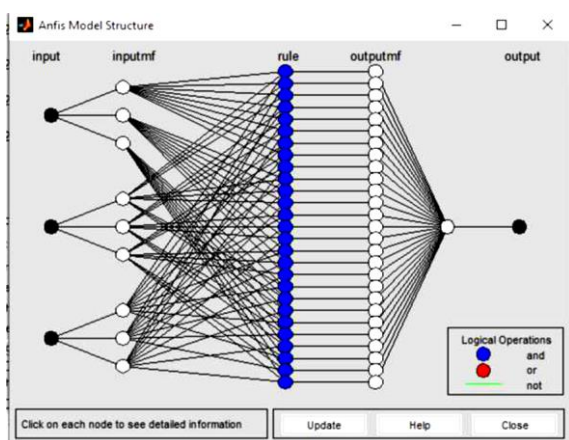 Anfis Model Structure
input inputmf rule outputmf output
Logical Operations
and
or
not
Click on each node to see detailed information
Update Help Close